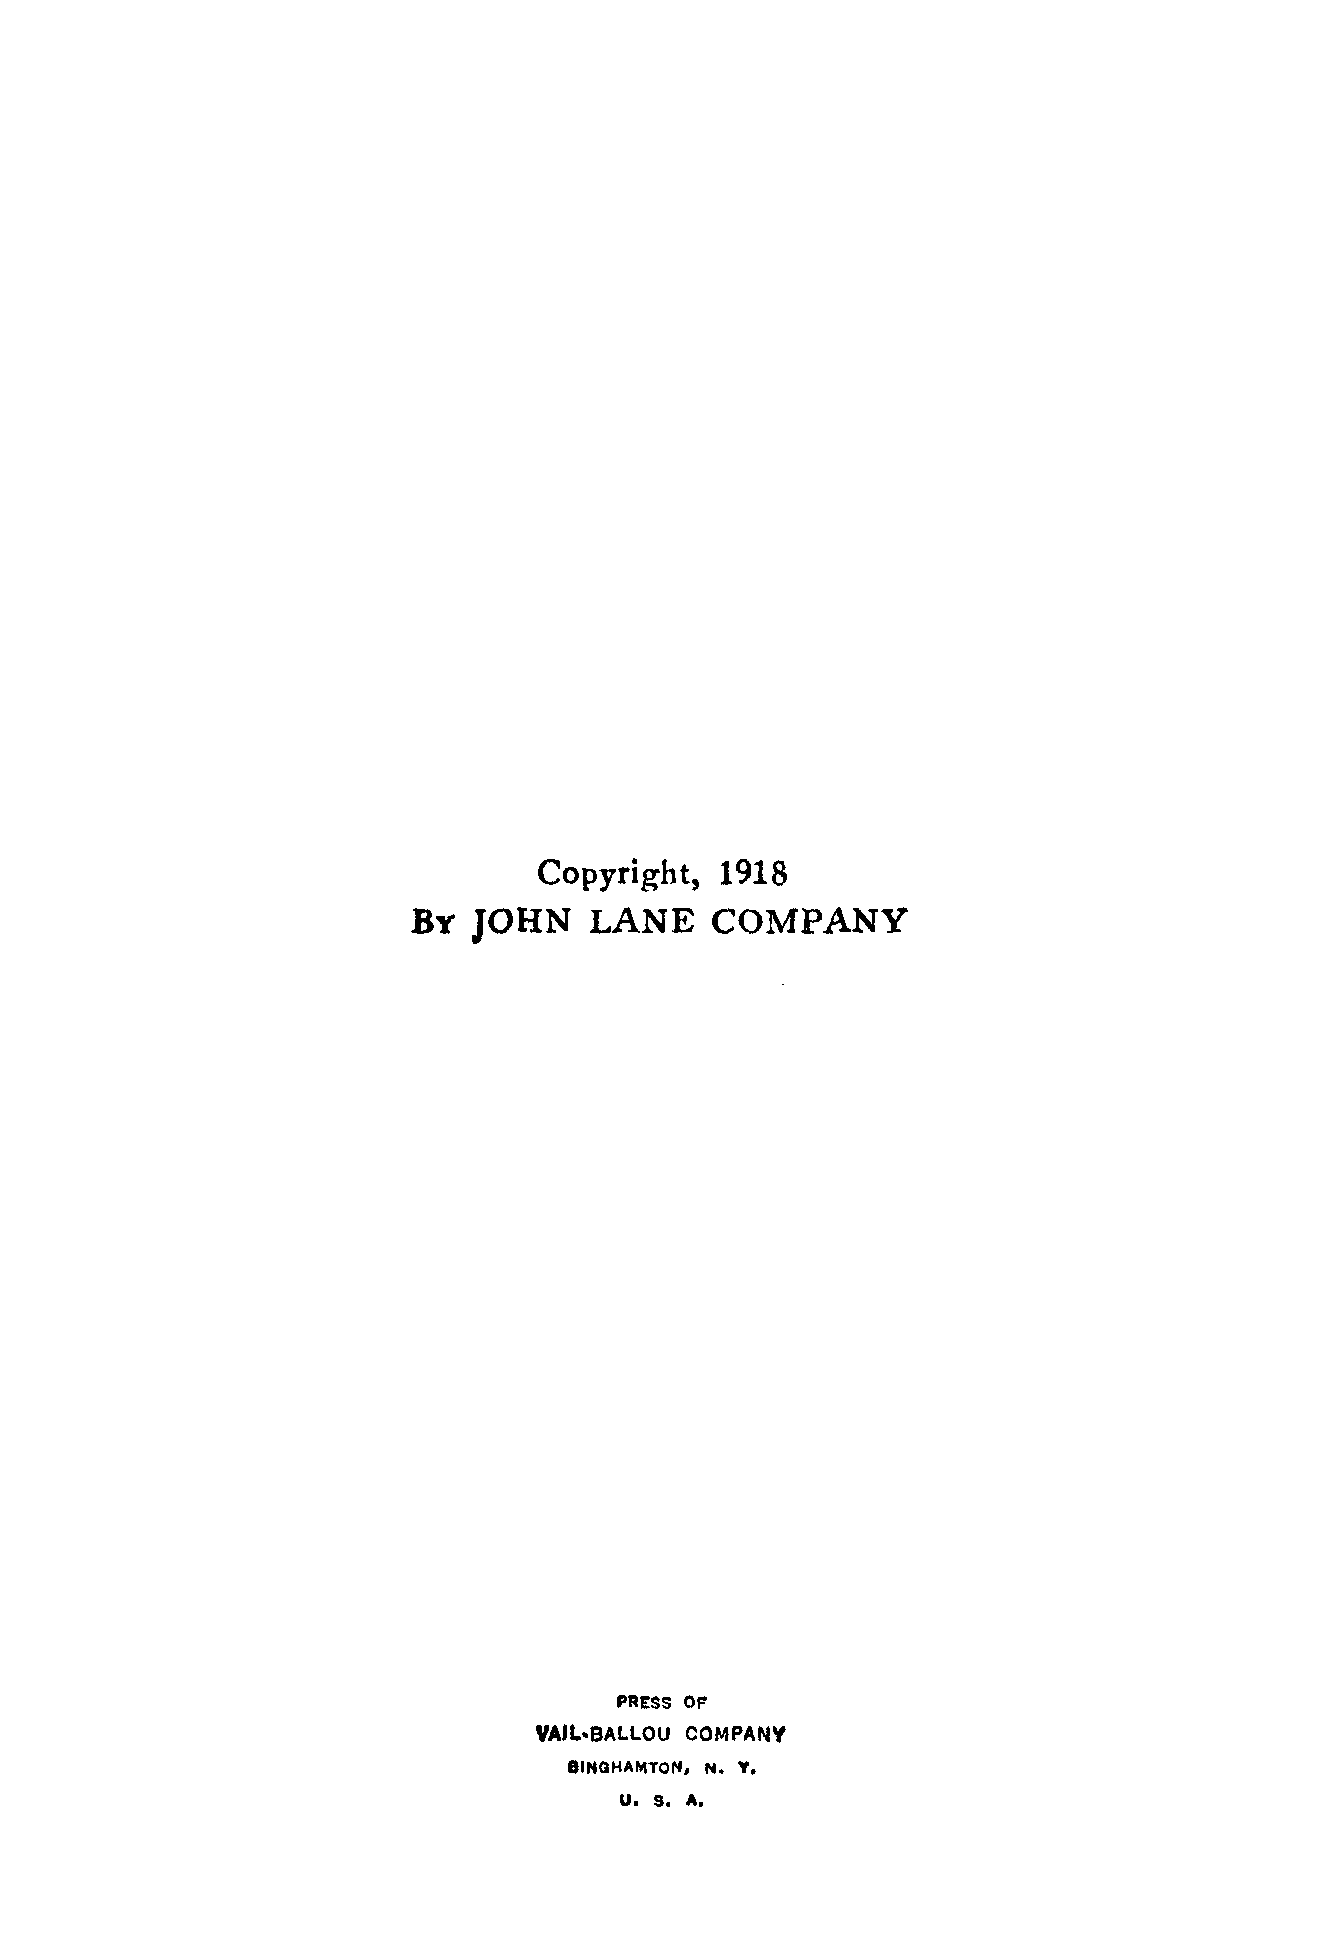 Copyright, 1918
By JOHN LANE COMPANY
PRESS OF
VAIL-BALLOU COMPANY
BINGHAMTON, N. Y.
U. S. A.